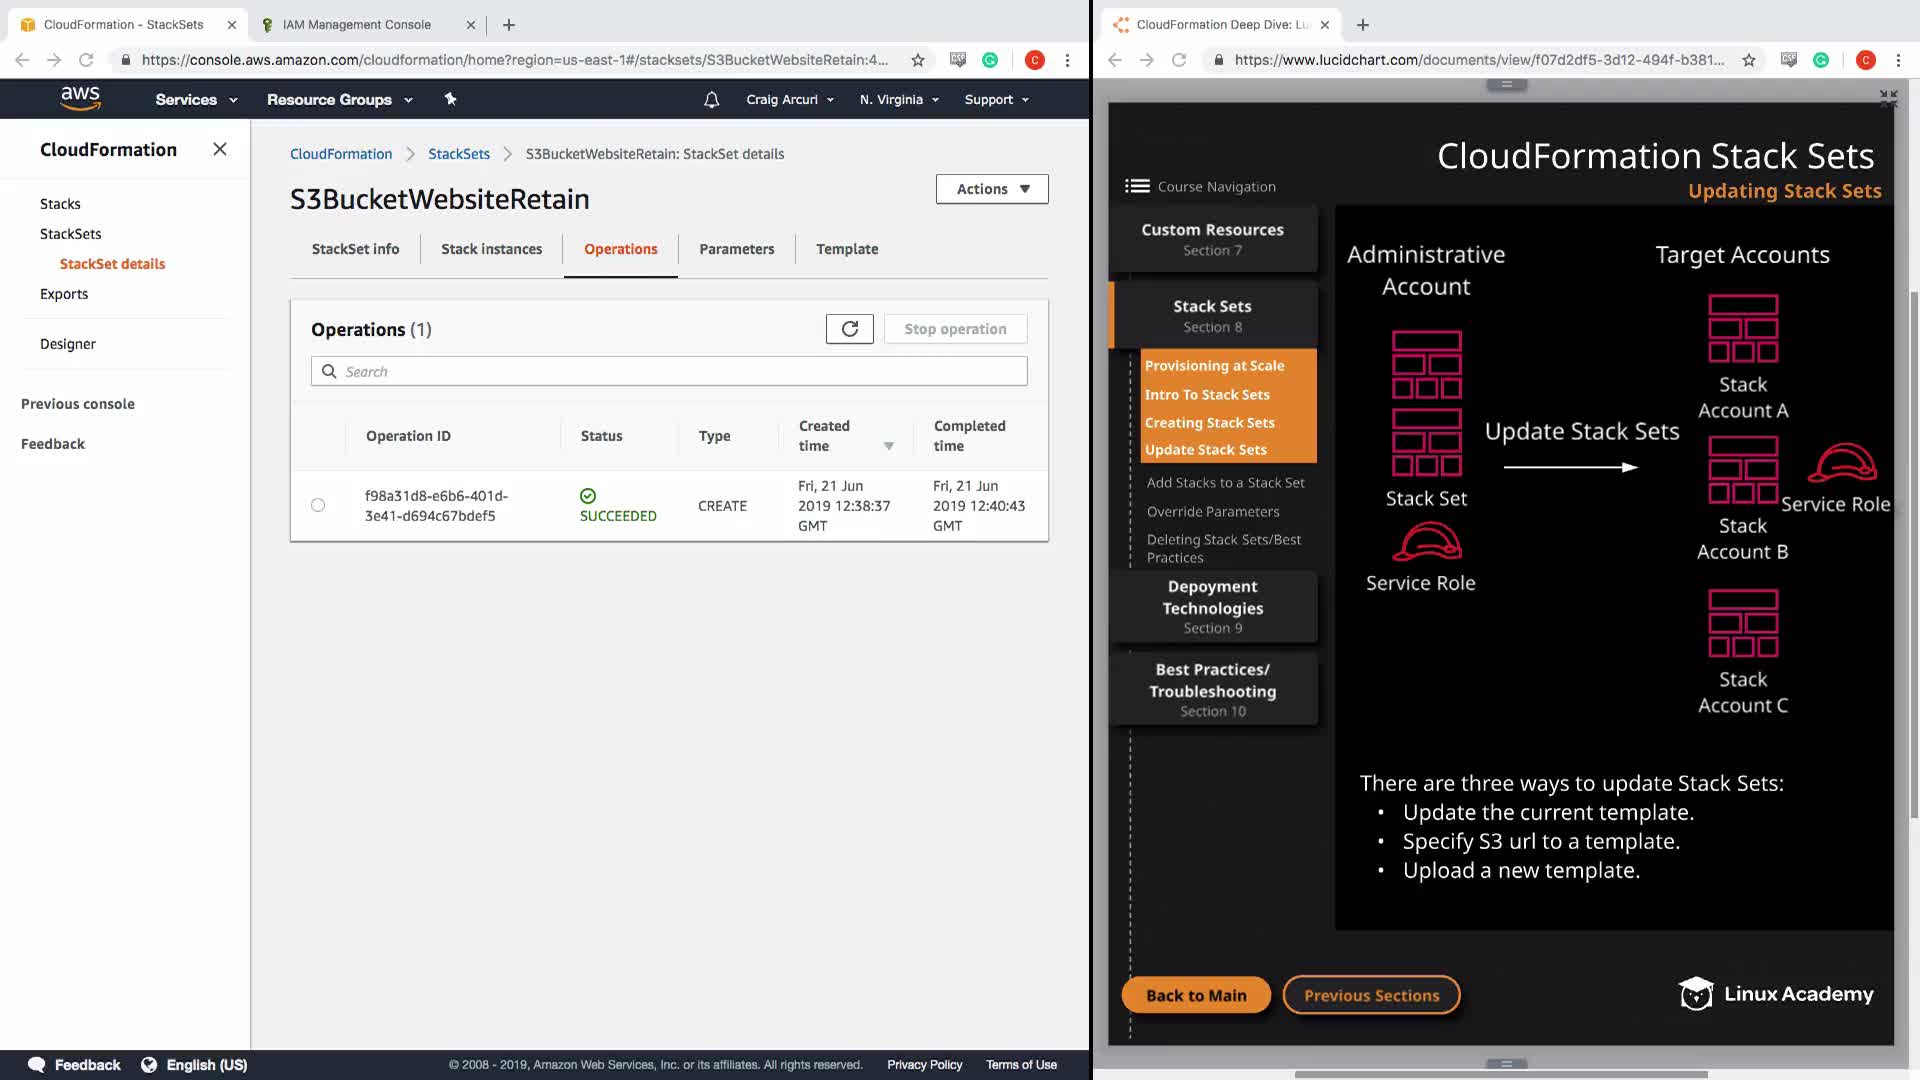 CloudFormation - StackSets
IAM Management Console
https://console.aws.amazon.com/cloudformation/home?region=us-east-1#/stacksets/S3BucketWebsiteRetain:4...
C
aws
Services
Resource Groups
Craig Arcuri
N. Virginia
Support
CloudFormation
Stacks
StackSets
StackSet details
Exports
Designer
Previous console
Feedback
CloudFormation
StackSets
S3BucketWebsiteRetain: StackSet details
S3BucketWebsiteRetain
Actions
StackSet info
Stack instances
Operations
Parameters
Template
Operations (1)
Stop operation
Search
Operation ID
Status
Type
Created
time
Completed
time
f98a31d8-e6b6-401d-
3e41-d694c67bdef5
SUCCEEDED
CREATE
Fri, 21 Jun
2019 12:38:37
GMT
Fri, 21 Jun
2019 12:40:43
GMT
Feedback
English (US)
© 2008 - 2019, Amazon Web Services, Inc. or its affiliates. All rights reserved.
Privacy Policy
Terms of Use
CloudFormation Deep Dive: Lu
https://www.lucidchart.com/documents/view/f07d2df5-3d12-494f-b381...
C
CloudFormation Stack Sets
Updating Stack Sets
Course Navigation
Custom Resources
Section 7
Stack Sets
Section 8
Provisioning at Scale
Intro To Stack Sets
Creating Stack Sets
Update Stack Sets
Add Stacks to a Stack Set
Override Parameters
Deleting Stack Sets/Best
Practices
Depoyment
Technologies
Section 9
Best Practices/
Troubleshooting
Section 10
Administrative
Account
Stack Set
Service Role
Update Stack Sets
Target Accounts
Stack
Account A
Stack
Account B
Service Role
Stack
Account C
There are three ways to update Stack Sets:
• Update the current template.
• Specify S3 url to a template.
• Upload a new template.
Back to Main
Previous Sections
Linux Academy